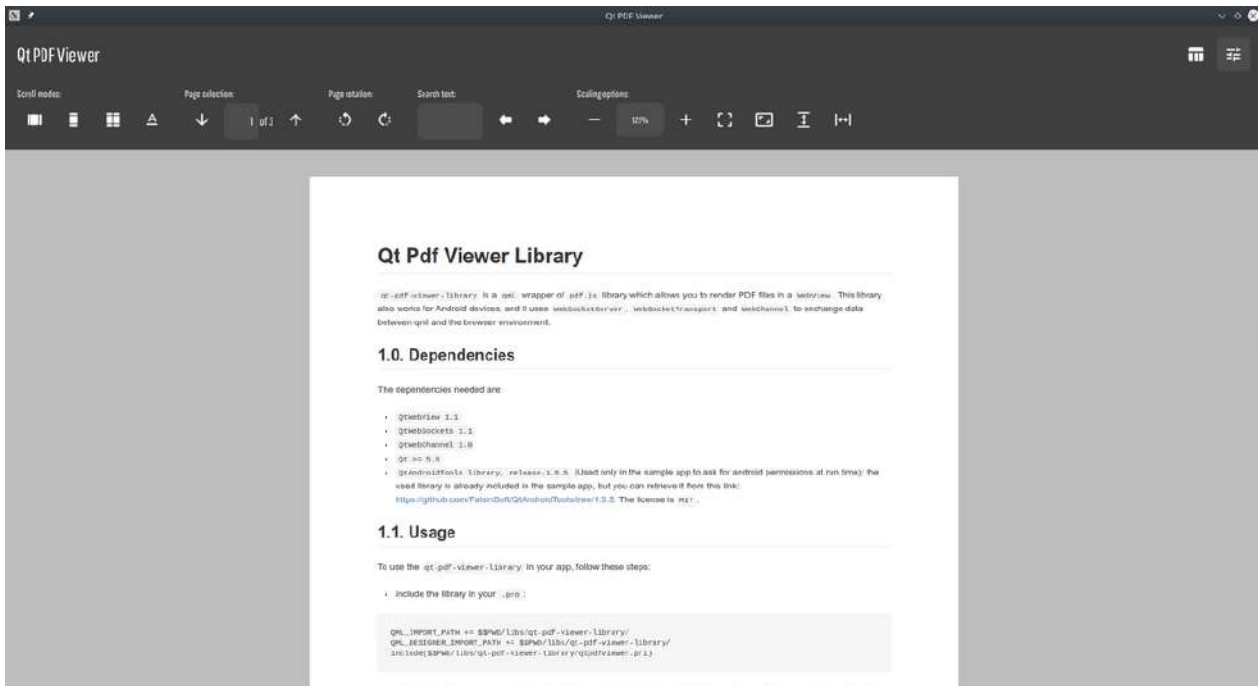 Qt PDF Viewer
Qt PDF Viewer
Scroll modes: Page selection: Page rotation: Search text: Scaling options:
1 of 3 121%
Qt Pdf Viewer Library
qt-pdf-viewer-library is a qml wrapper of pdf.js library which allows you to render PDF files in a WebView. This library
also works for Android devices, and it uses WebSocketServer, WebSocketTransport and WebChannel to exchange data
between qml and the browser environment.
1.0. Dependencies
The dependencies needed are:
QtWebView 1.1
QtWebSockets 1.1
QtWebChannel 1.0
Qt >=
QtAndroidTools library, release (Used only in the sample app to ask for android permissions at run time): the
used library is already included in the sample app, but you can retrieve it from this link:
The license is MIT.
1.1. Usage
To use the qt-pdf-viewer-library in your app, follow these steps:
Include the library in your .pro :
QML_IMPORT_PATH += $$PWD/libs/qt-pdf-viewer-library/
QML_DESIGNER_IMPORT_PATH += $$PWD/libs/qt-pdf-viewer-library/
include($$PWD/libs/qt-pdf-viewer-library/qtpdfviewer.pri)